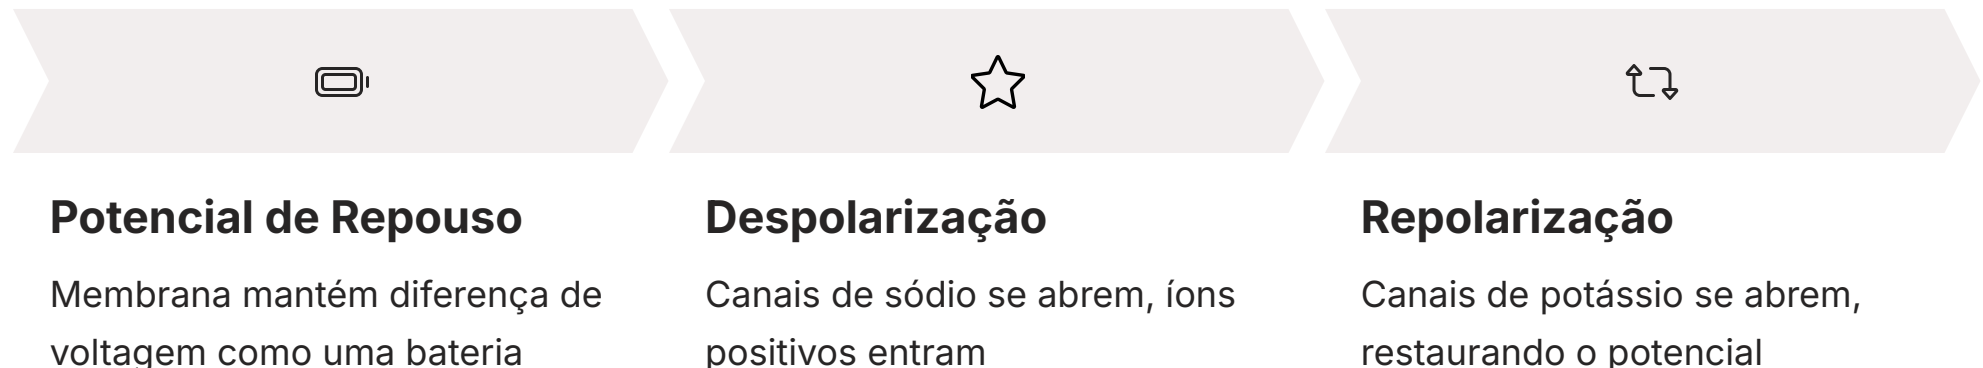 Potencial de Repouso
Membrana mantém diferença de
voltagem como uma bateria
Despolarização
Canais de sódio se abrem, íons
positivos entram
Repolarização
Canais de potássio se abrem,
restaurando o potencial